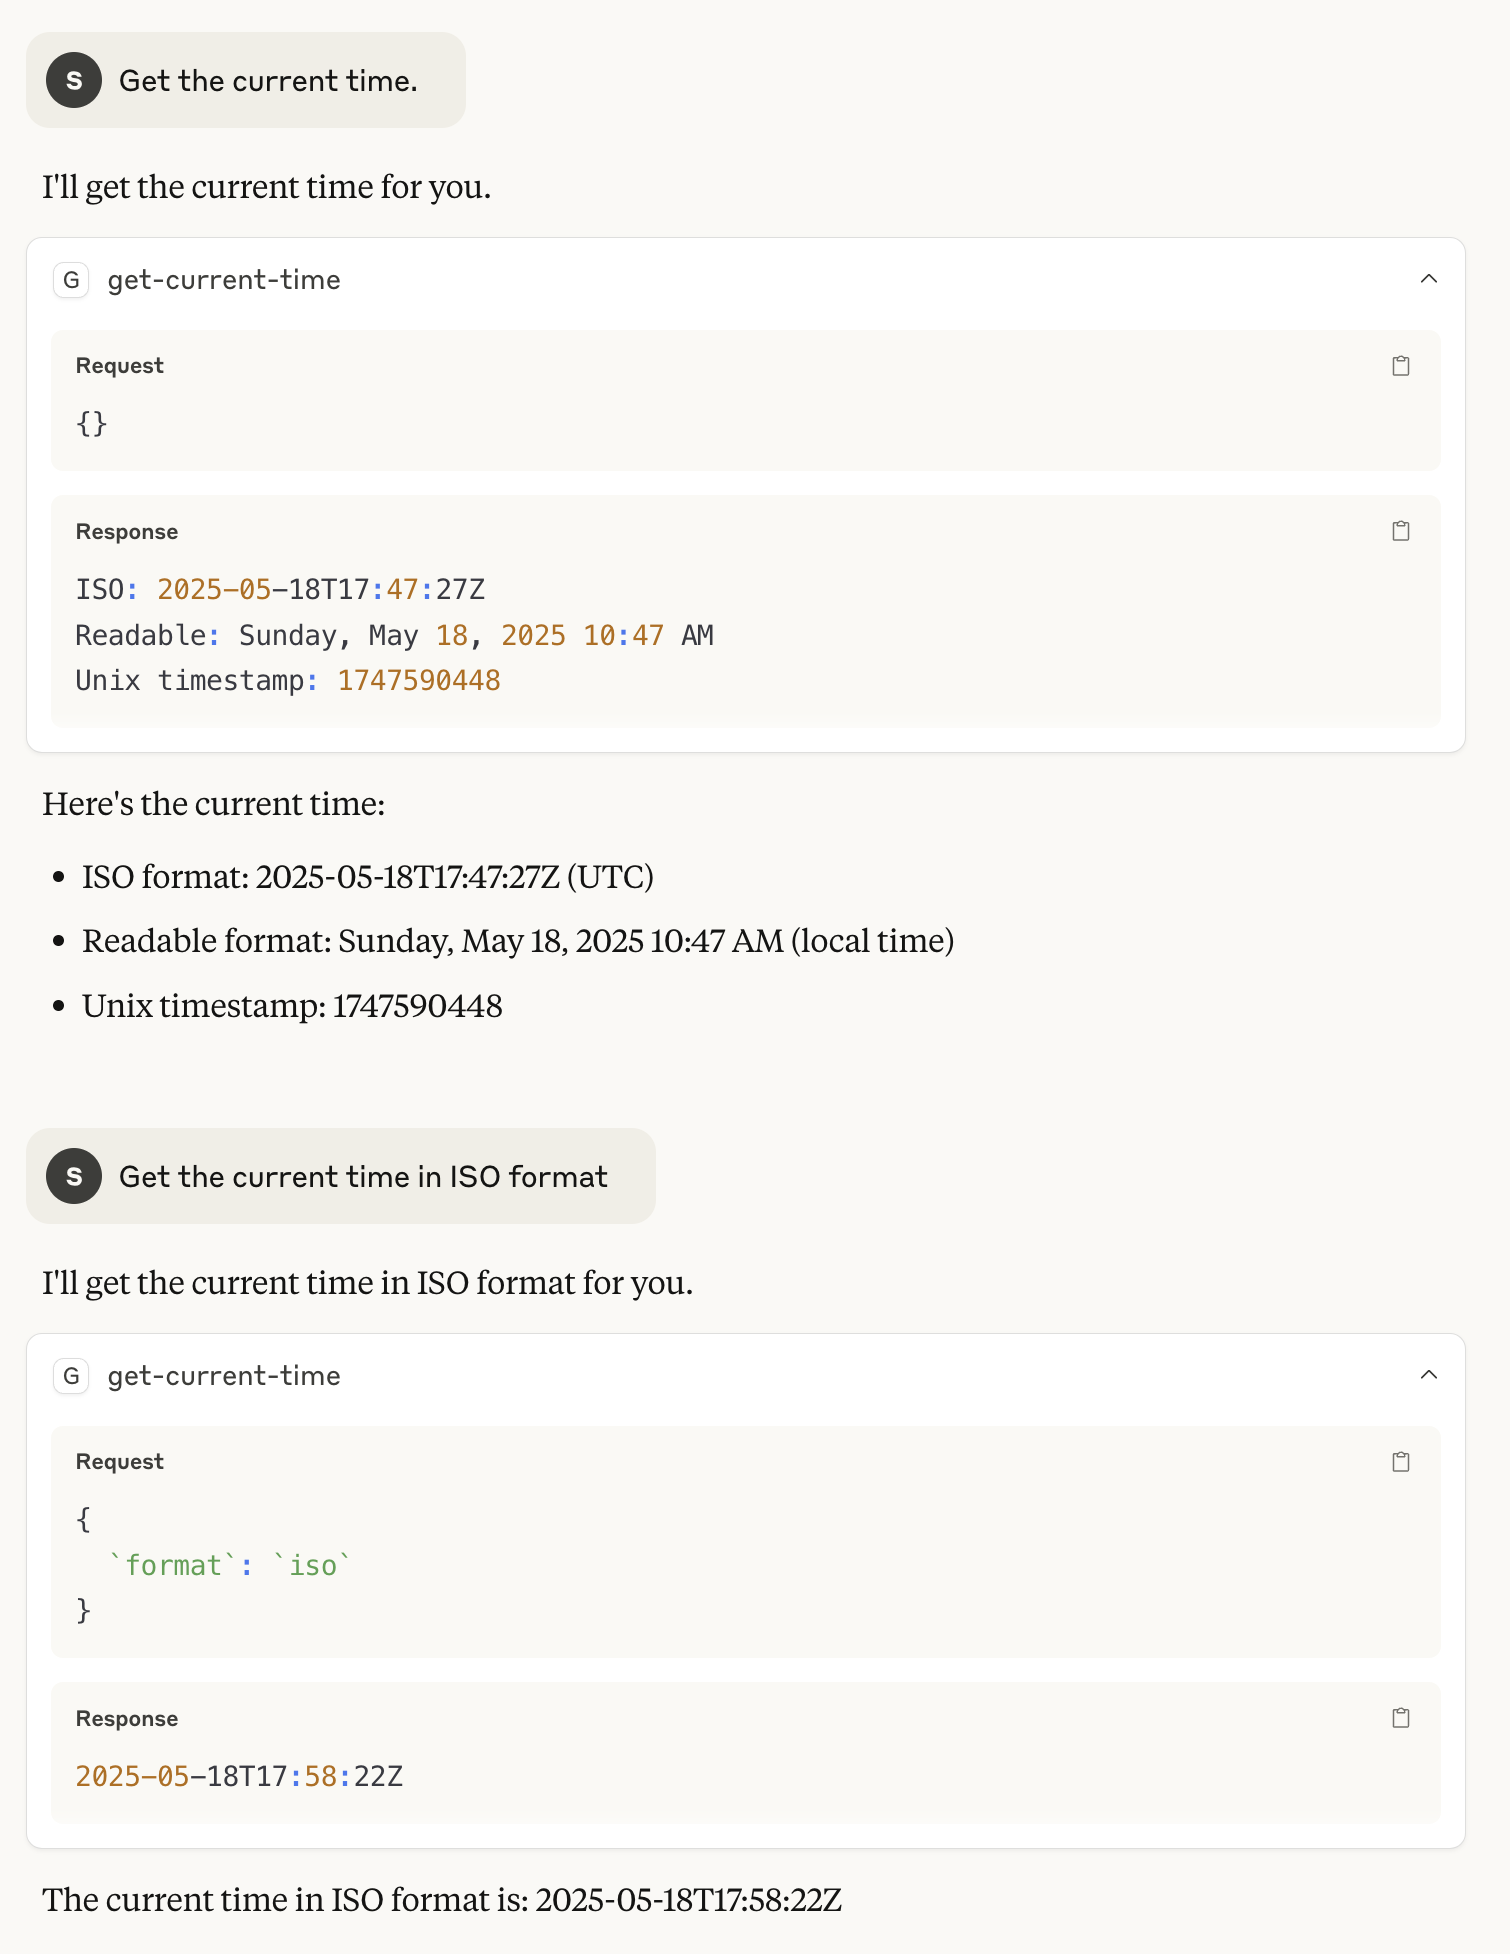 S Get the current time.
I'll get the current time for you.
G get-current-time
Request
{}
Response
ISO: 2025-05-18T17:47:27Z
Readable: Sunday, May 18, 2025 10:47 AM
Unix timestamp: 1747590448
Here's the current time:
• ISO format: 2025-05-18T17:47:27Z (UTC)
• Readable format: Sunday, May 18, 2025 10:47 AM (local time)
• Unix timestamp: 1747590448
S Get the current time in ISO format
I'll get the current time in ISO format for you.
G get-current-time
Request
{
  `format`: `iso`
}
Response
2025-05-18T17:58:22Z
The current time in ISO format is: 2025-05-18T17:58:22Z